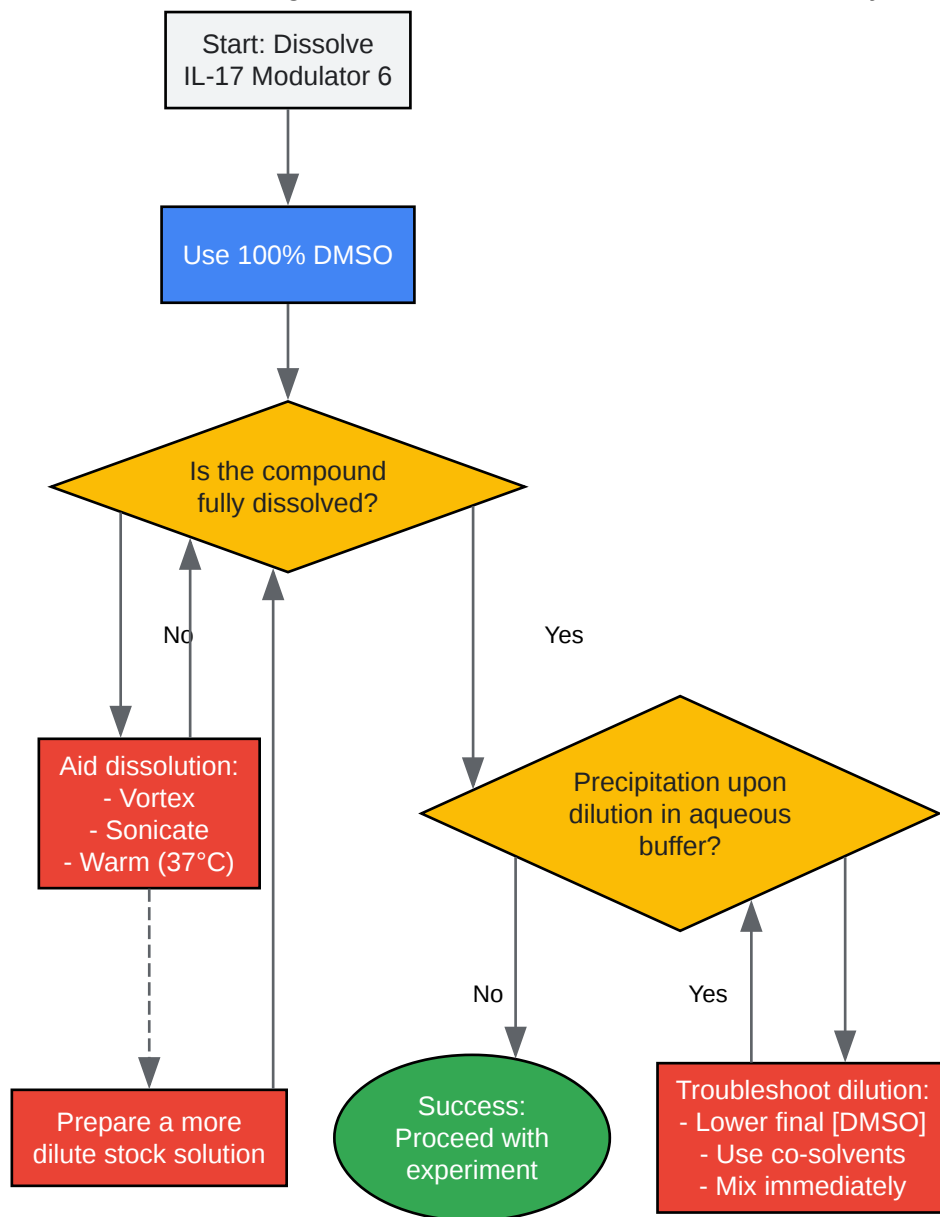 Start: Dissolve
IL-17 Modulator 6
Use 100% DMSO
Is the compound
fully dissolved?
No
Yes
Aid dissolution:
- Vortex
- Sonicate
- Warm (37°C)
Precipitation upon
dilution in aqueous
buffer?
No
Yes
Prepare a more
dilute stock solution
Success:
Proceed with
experiment
Troubleshoot dilution:
- Lower final [DMSO]
- Use co-solvents
- Mix immediately